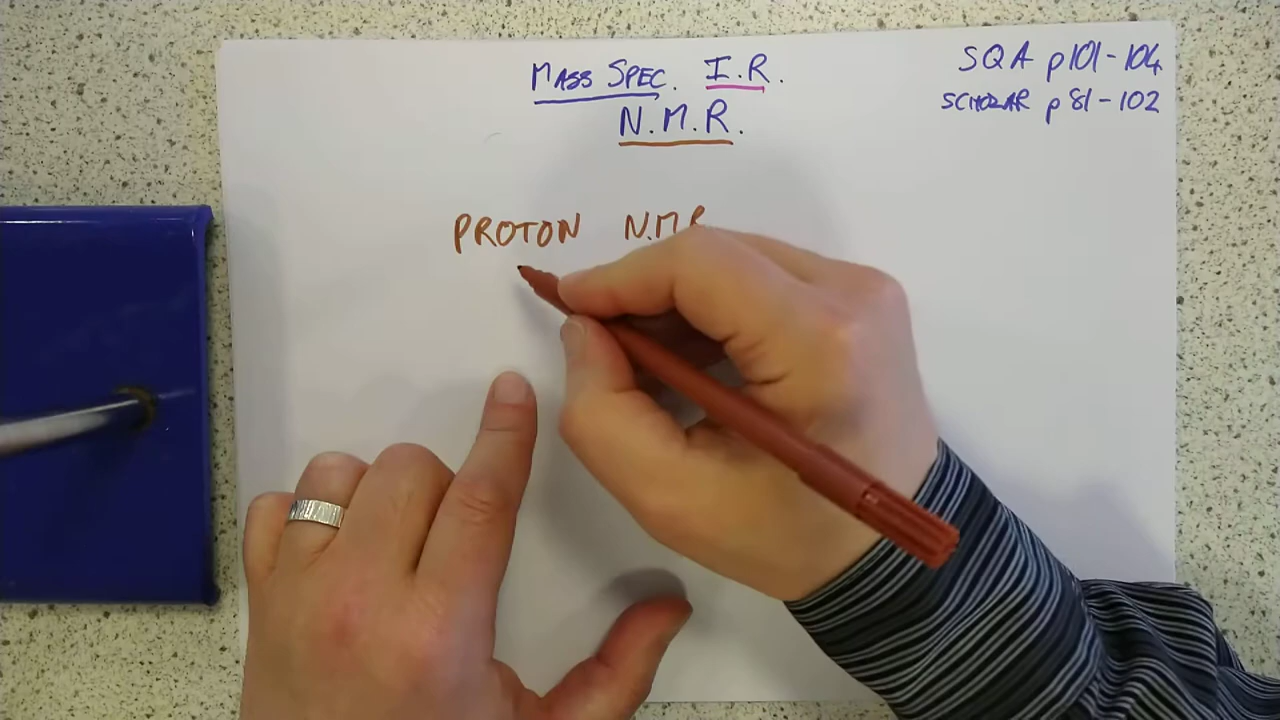 MASS SPEC. I.R.
N.M.R.
SQA p101-104
SCHOLAR p81-102
PROTON N.M.R